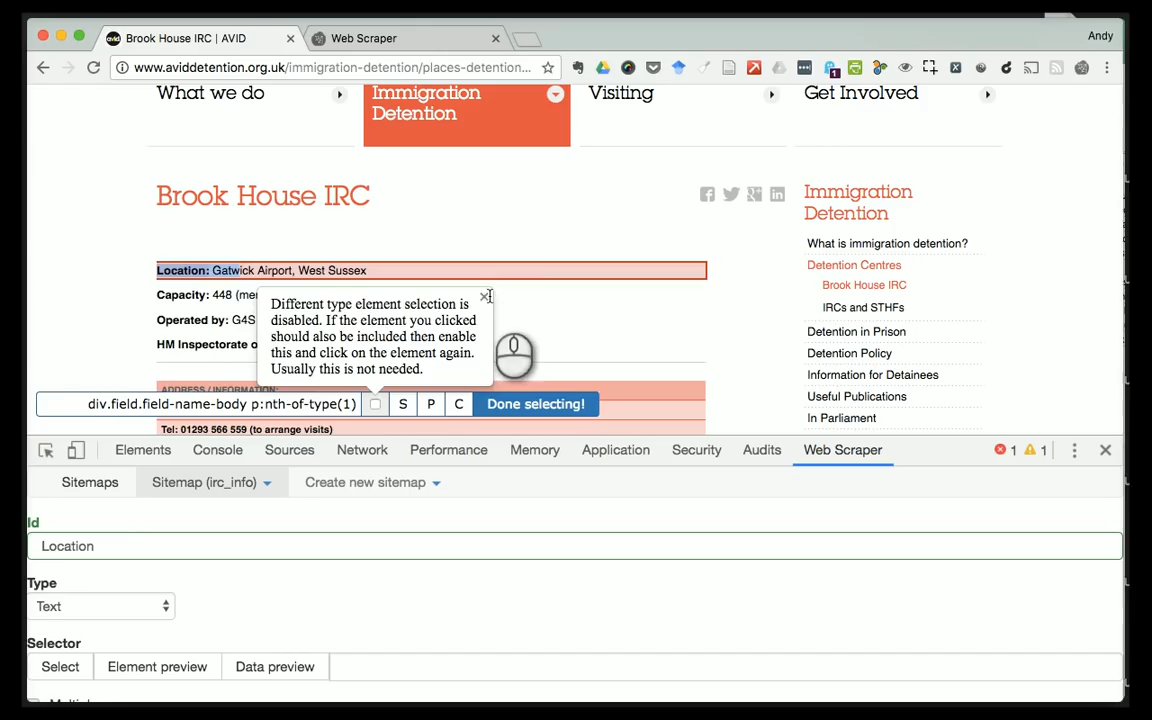 Brook House IRC | AVID
Web Scraper
Andy
www.aviddetention.org.uk/immigration-detention/places-detention...
1
What we do
Immigration
Detention
Visiting
Get Involved
Brook House IRC
Immigration
Detention
What is immigration detention?
Detention Centres
Brook House IRC
IRCs and STHFs
Detention in Prison
Detention Policy
Information for Detainees
Useful Publications
In Parliament
Location: Gatwick Airport, West Sussex
Capacity: 448 (me
Operated by: G4S
HM Inspectorate o
Different type element selection is
disabled. If the element you clicked
should also be included then enable
this and click on the element again.
Usually this is not needed.
ADDRESS / INFORMATION:
div.field.field-name-body p:nth-of-type(1)
S P C Done selecting!
Tel: 01293 566 559 (to arrange visits)
Elements Console Sources Network Performance Memory Application Security Audits Web Scraper 1 1
Sitemaps Sitemap (irc_info) Create new sitemap
Id
Location
Type
Text
Selector
Select Element preview Data preview